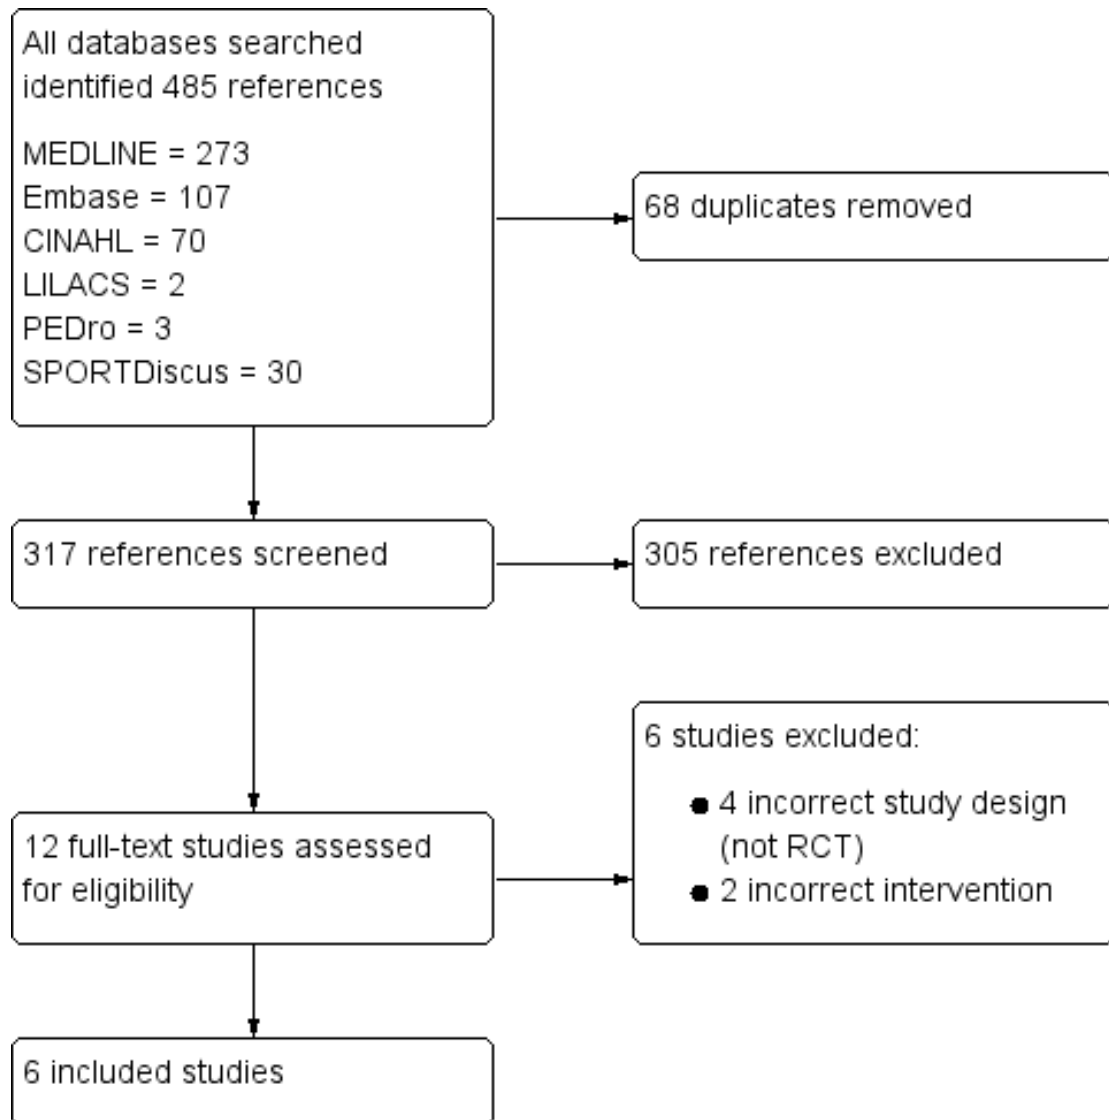 All databases searched
identified 485 references
MEDLINE = 273
Embase = 107
CINAHL = 70
LILACS = 2
PEDro = 3
SPORTDiscus = 30
68 duplicates removed
317 references screened
305 references excluded
12 full-text studies assessed
for eligibility
6 studies excluded:
● 4 incorrect study design
(not RCT)
● 2 incorrect intervention
6 included studies